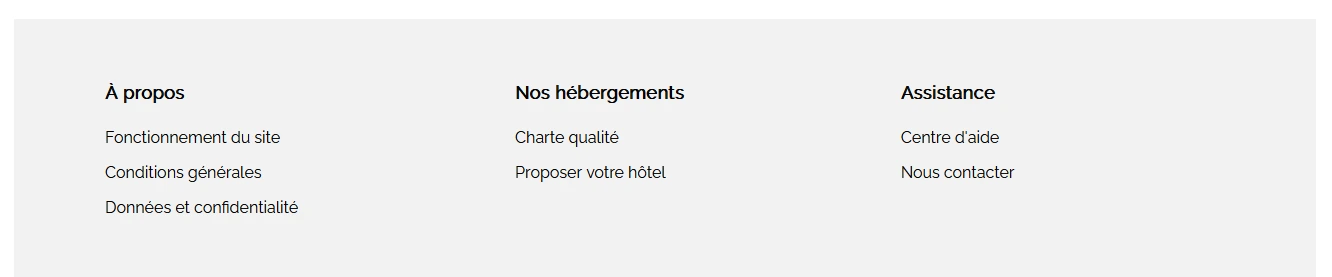 À propos
Fonctionnement du site
Conditions générales
Données et confidentialité
Nos hébergements
Charte qualité
Proposer votre hôtel
Assistance
Centre d'aide
Nous contacter